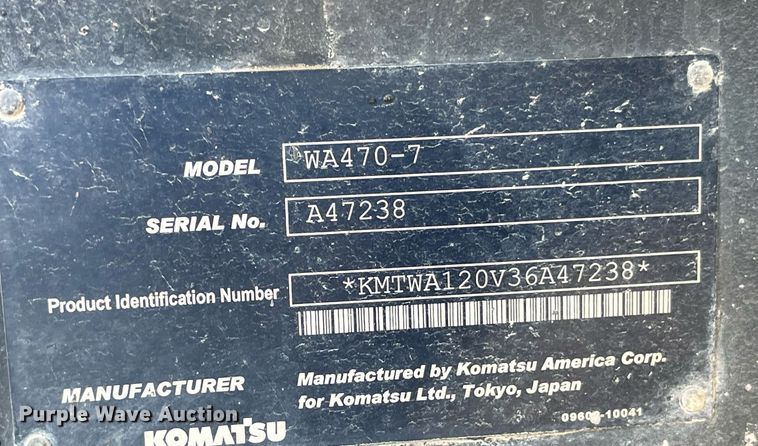 MODEL WA470-7
SERIAL No. A47238
Product Identification Number *KMTWA120V36A47238*
MANUFACTURER Manufactured by Komatsu America Corp.
for Komatsu Ltd., Tokyo, Japan
KOMATSU
Purple Wave Auction